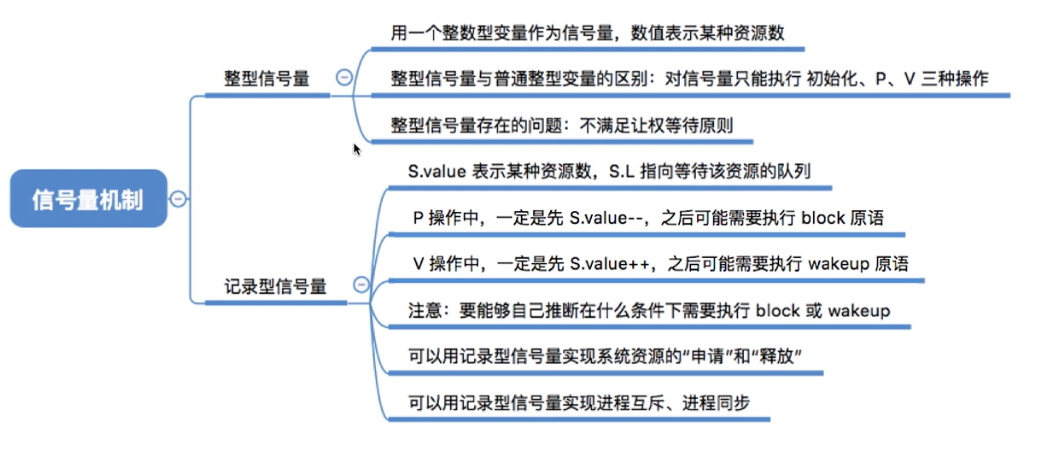 用一个整数型变量作为信号量，数值表示某种资源数
整型信号量
整型信号量与普通整型变量的区别：对信号量只能执行 初始化、P、V 三种操作
整型信号量存在的问题：不满足让权等待原则
信号量机制
S.value 表示某种资源数，S.L 指向等待该资源的队列
P 操作中，一定是先 S.value--，之后可能需要执行 block 原语
V 操作中，一定是先 S.value++，之后可能需要执行 wakeup 原语
记录型信号量
注意：要能够自己推断在什么条件下需要执行 block 或 wakeup
可以用记录型信号量实现系统资源的“申请”和“释放”
可以用记录型信号量实现进程互斥、进程同步